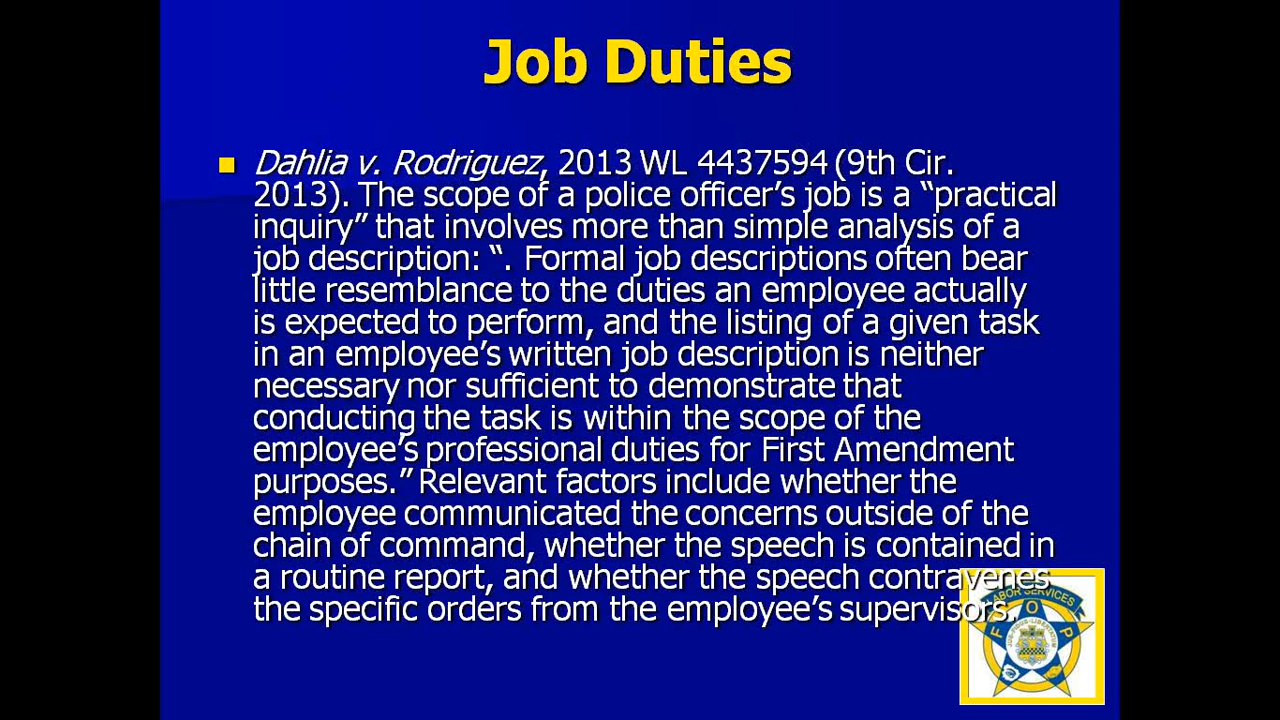 Job Duties
Dahlia v. Rodriguez, 2013 WL 4437594 (9th Cir.
2013). The scope of a police officer’s job is a “practical
inquiry” that involves more than simple analysis of a
job description: “. Formal job descriptions often bear
little resemblance to the duties an employee actually
is expected to perform, and the listing of a given task
in an employee’s written job description is neither
necessary nor sufficient to demonstrate that
conducting the task is within the scope of the
employee’s professional duties for First Amendment
purposes.” Relevant factors include whether the
employee communicated the concerns outside of the
chain of command, whether the speech is contained in
a routine report, and whether the speech contravenes
the specific orders from the employee’s supervisors.
LABOR SERVICES
F O P